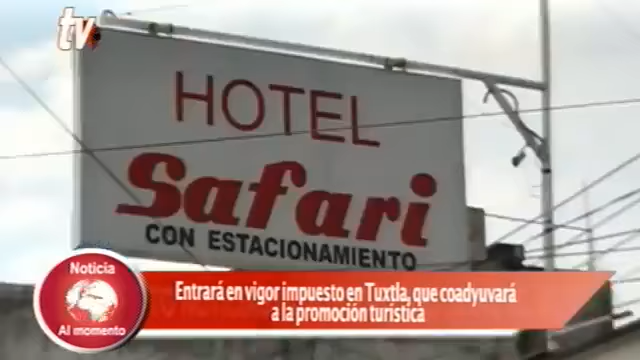 tv
HOTEL
Safari
CON ESTACIONAMIENTO
Noticia
Al momento
Entrará en vigor impuesto en Tuxtla, que coadyuvará
a la promoción turística